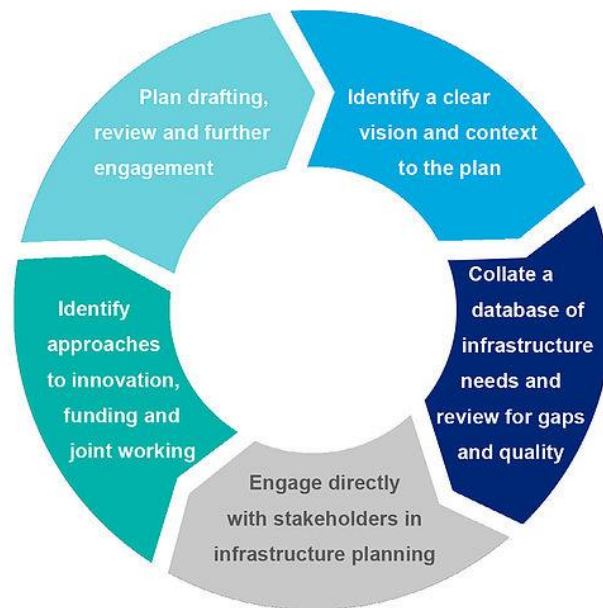 Plan drafting,
review and further
engagement
Identify a clear
vision and context
to the plan
Collate a
database of
infrastructure
needs and
review for gaps
and quality
Engage directly
with stakeholders in
infrastructure planning
Identify
approaches
to innovation,
funding and
joint working